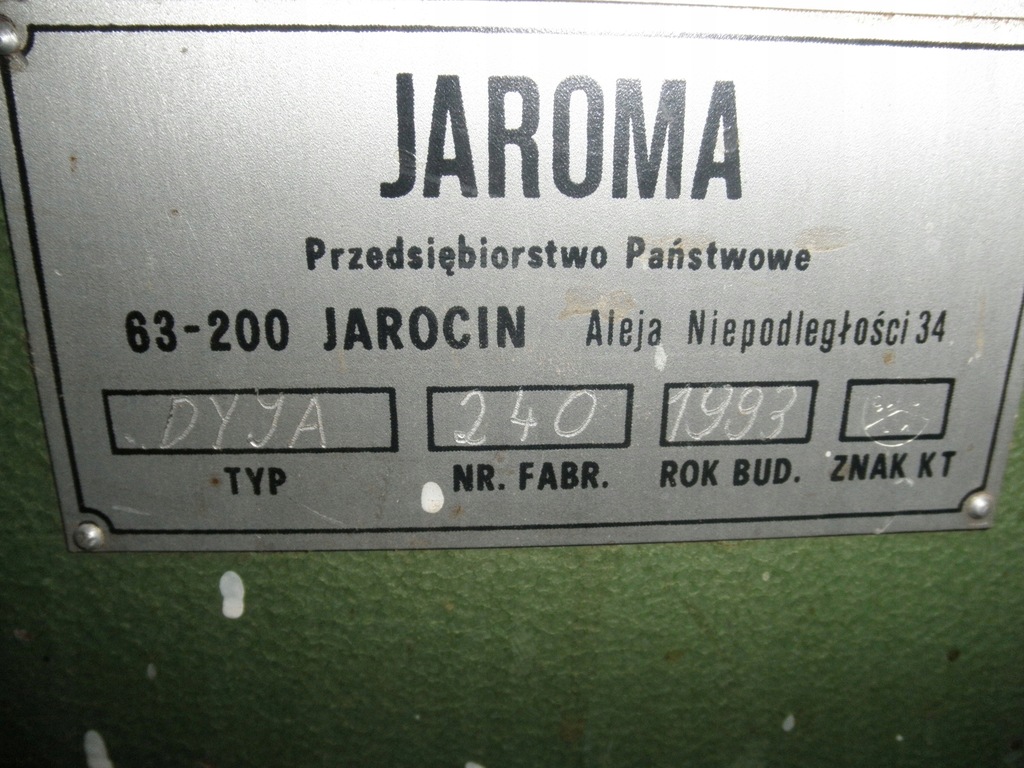 JAROMA
Przedsiębiorstwo Państwowe
63-200 JAROCIN Aleja Niepodległości 34
DYJA 240 1993
TYP NR. FABR. ROK BUD. ZNAK KT